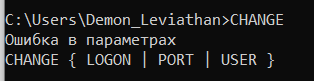 C:\Users\Demon_Leviathan>CHANGE
Ошибка в параметрах
CHANGE { LOGON | PORT | USER }